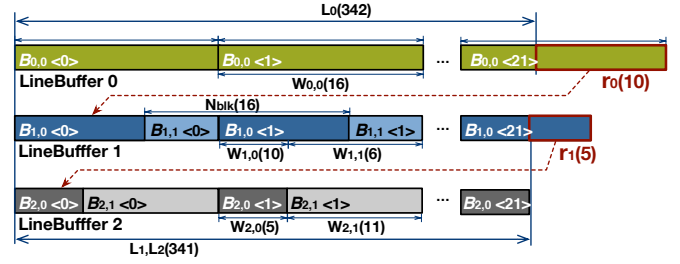 L0(342)
B0,0 <0> B0,0 <1> ... B0,0 <21>
LineBuffer 0 W0,0(16) r0(10)
Nblk(16)
B1,0 <0> B1,1 <0> B1,0 <1> B1,1 <1> ... B1,0 <21>
LineBufffer 1 W1,0(10) W1,1(6) r1(5)
B2,0 <0> B2,1 <0> B2,0 <1> B2,1 <1> ... B2,0 <21>
LineBufffer 2 W2,0(5) W2,1(11)
L1,L2(341)